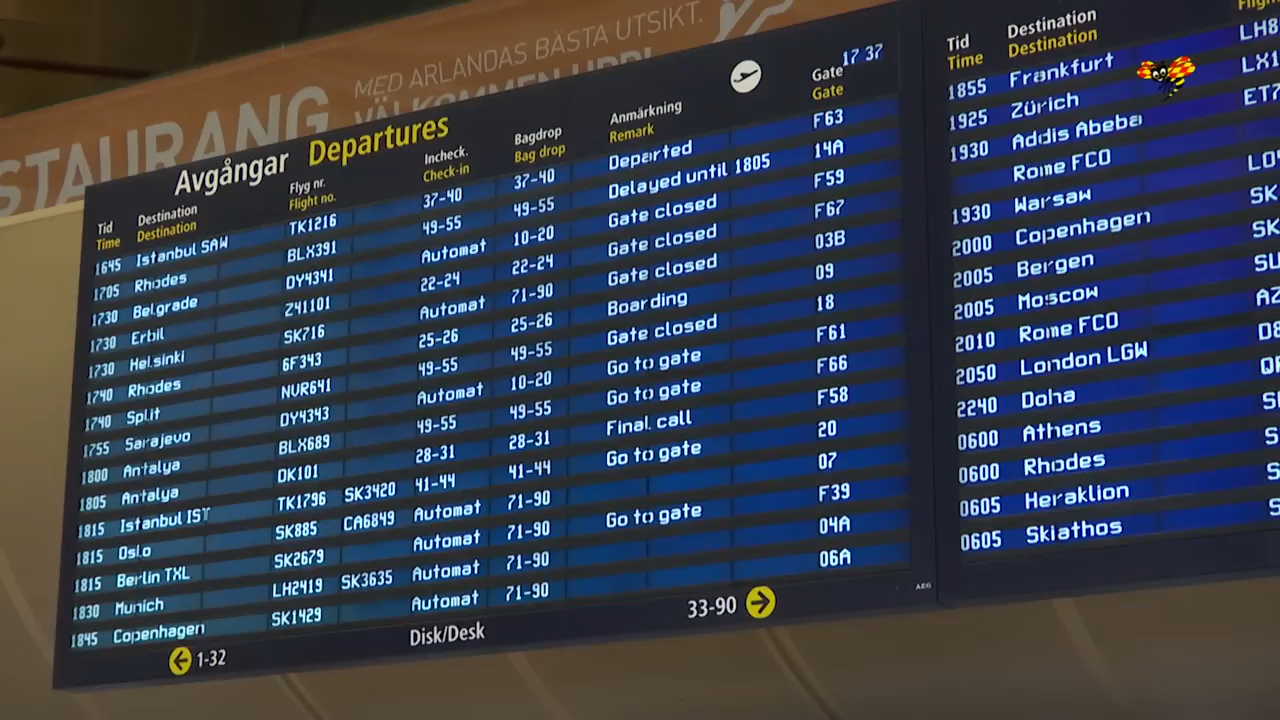 STAURANG
MED ARLANDAS BÄSTA UTSIKT.
VÄLKOMMEN UPP!
Avgångar Departures
17 37
Tid Destination Flyg nr. Incheck. Bagdrop Anmärkning Gate
Time Destination Flight no. Check-in Bag drop Remark Gate
1645 Istanbul SAW TK1216 37-40 37-40 Departed F63
1705 Rhodes BLX391 49-55 49-55 Delayed until 1805 14A
1730 Belgrade DY4341 Automat 10-20 Gate closed F59
1730 Erbil Z41101 22-24 22-24 Gate closed F67
1730 Helsinki SK716 Automat 71-90 Gate closed 03B
1740 Rhodes 6F343 25-26 25-26 Boarding 09
1740 Split NUR641 49-55 49-55 Gate closed 18
1755 Sarajevo DY4343 Automat 10-20 Go to gate F61
1800 Antalya BLX689 49-55 49-55 Go to gate F66
1805 Antalya DK101 28-31 28-31 Final call F58
1815 Istanbul IST TK1796 SK3420 41-44 41-44 Go to gate 20
1815 Oslo SK885 CA6849 Automat 71-90 07
1815 Berlin TXL SK2679 Automat 71-90 Go to gate F39
1830 Munich LH2419 SK3635 Automat 71-90 04A
1845 Copenhagen SK1429 Automat 71-90 06A
1-32
Disk/Desk
33-90
AEG
Tid Destination
Time Destination
1855 Frankfurt LH8
1925 Zürich LX1
1930 Addis Abeba ET7
Rome FCO
1930 Warsaw LO
2000 Copenhagen SK
2005 Bergen SK
2005 Moscow SU
2010 Rome FCO AZ
2050 London LGW D8
2240 Doha
0600 Athens S
0600 Rhodes S
0605 Heraklion S
0605 Skiathos S